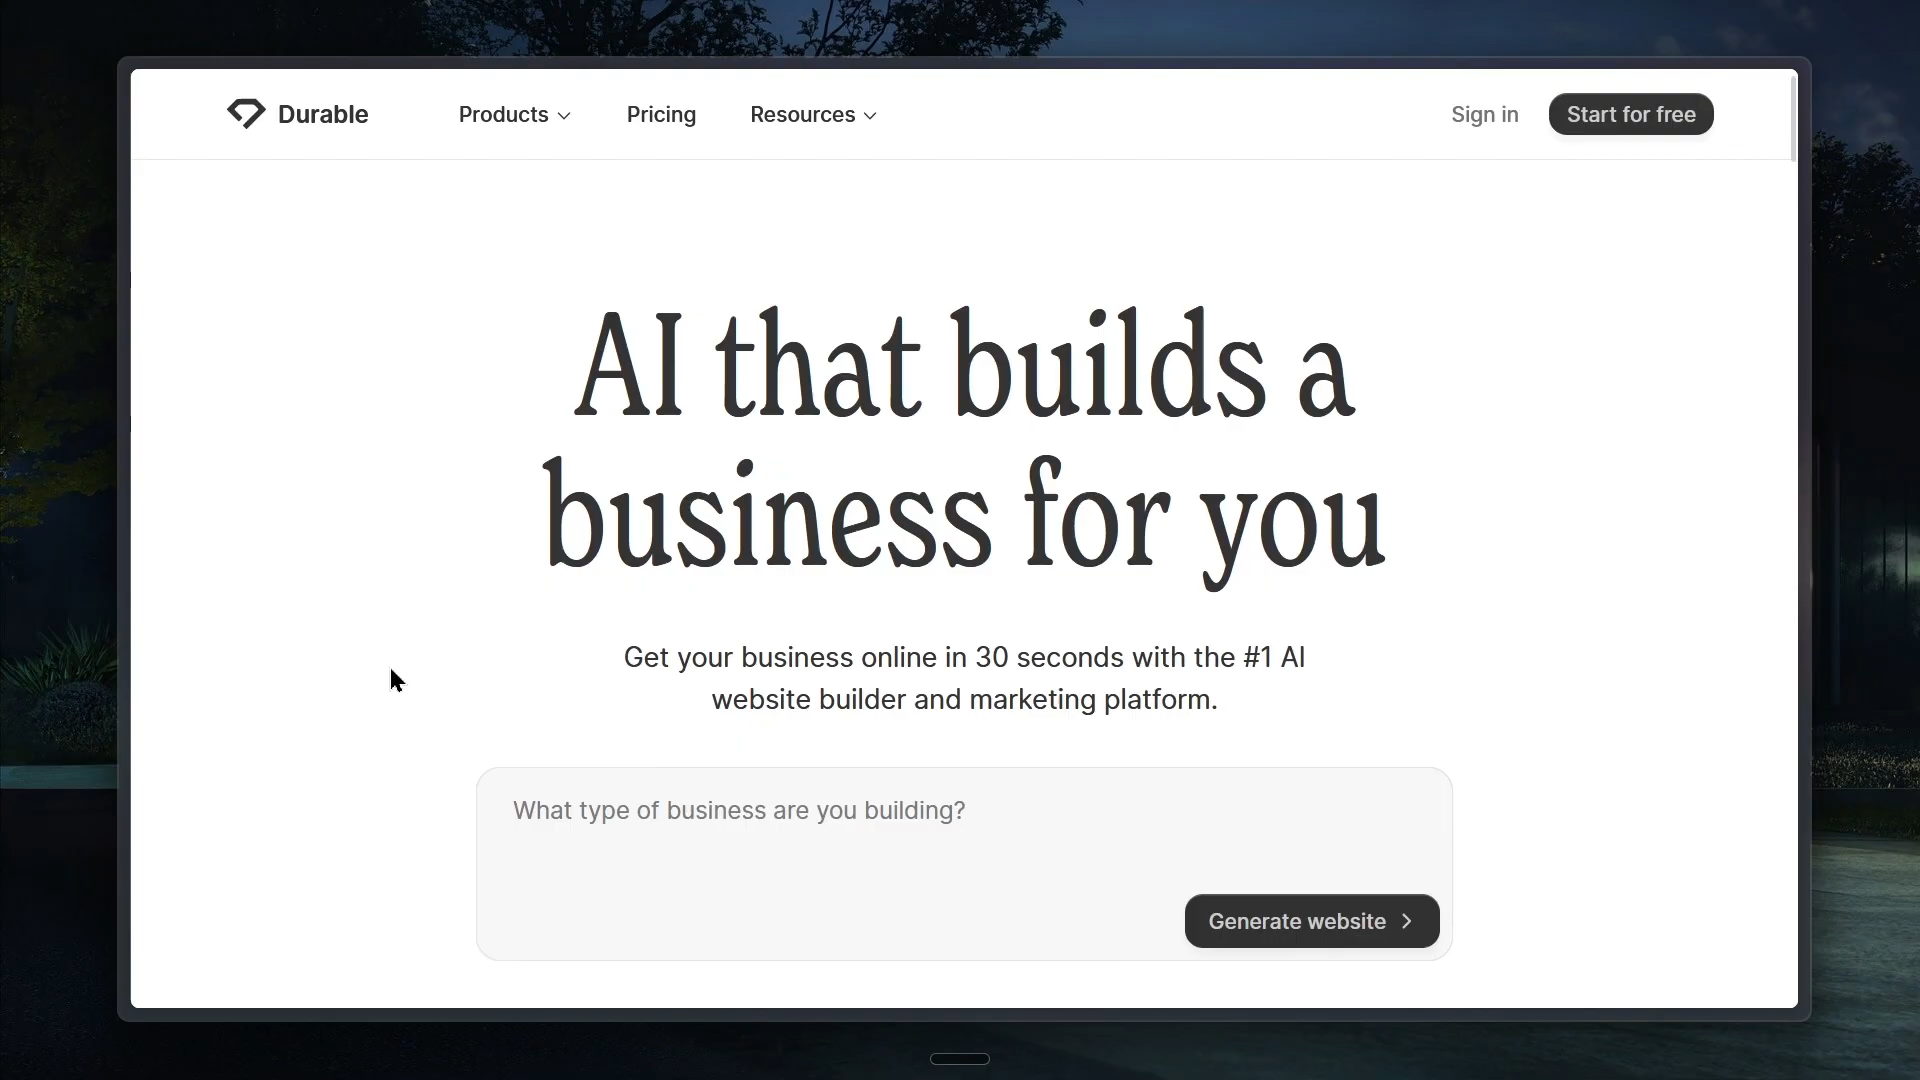 Durable
Products
Pricing
Resources
Sign in
Start for free
AI that builds a
business for you
Get your business online in 30 seconds with the #1 AI
website builder and marketing platform.
What type of business are you building?
Generate website